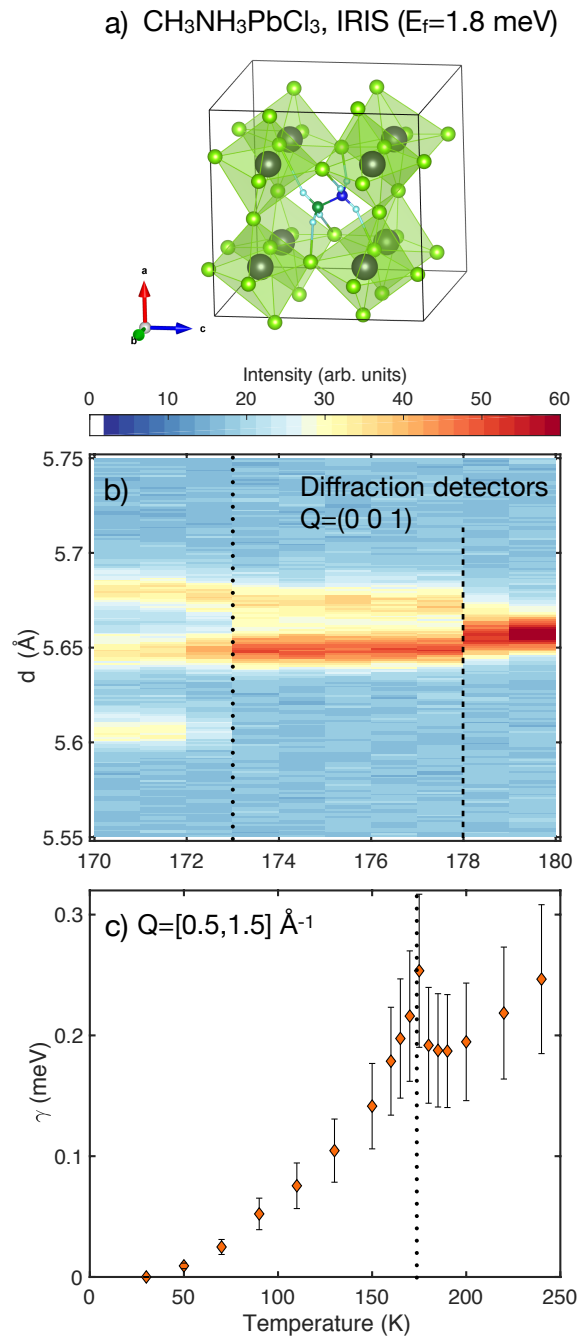 a) CH₃NH₃PbCl₃, IRIS (E_f=1.8 meV)
a
b
c
Intensity (arb. units)
0 10 20 30 40 50 60
b)
Diffraction detectors
Q=(0 0 1)
5.75
5.7
5.65
5.6
5.55
d (Å)
170 172 174 176 178 180
c) Q=[0.5,1.5] Å⁻¹
0.3
0.2
0.1
0
γ (meV)
0 50 100 150 200 250
Temperature (K)